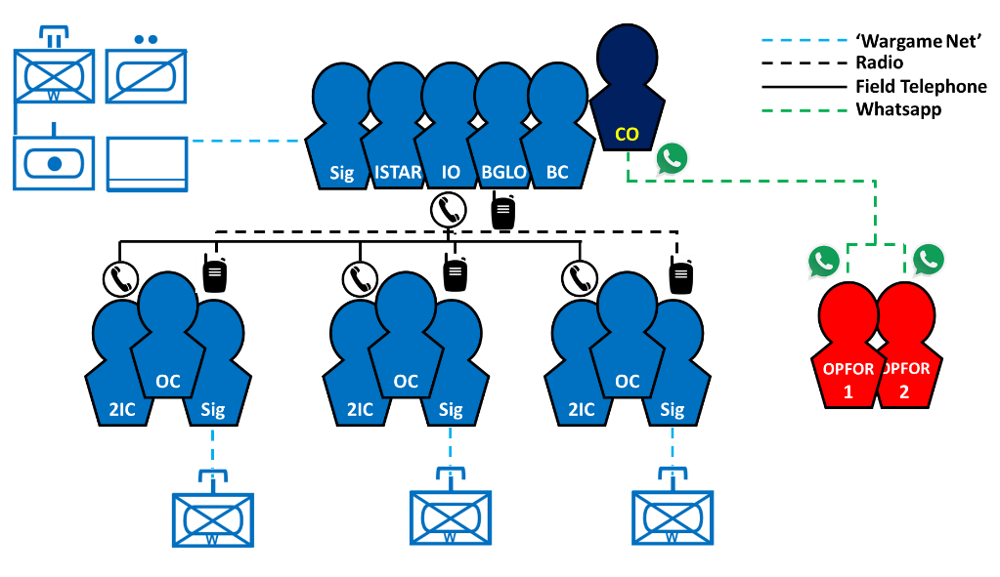 'Wargame Net'
Radio
Field Telephone
Whatsapp
W
CO
Sig
ISTAR
IO
BGLO
BC
OC
2IC
Sig
OC
2IC
Sig
OC
2IC
Sig
OPFOR
1
OPFOR
2
W
W
W